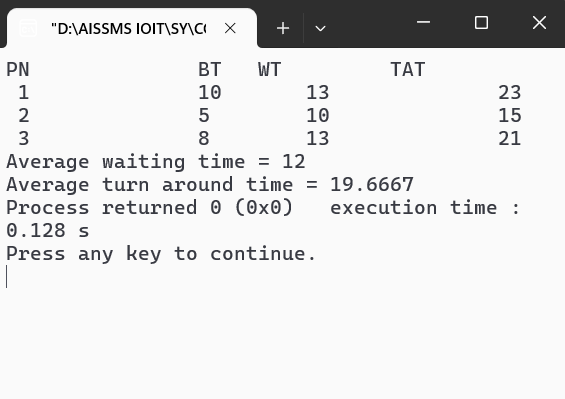 "D:\AISSMS IOIT\SY\C
PN BT WT TAT
1 10 13 23
2 5 10 15
3 8 13 21
Average waiting time = 12
Average turn around time = 19.6667
Process returned 0 (0x0) execution time :
0.128 s
Press any key to continue.